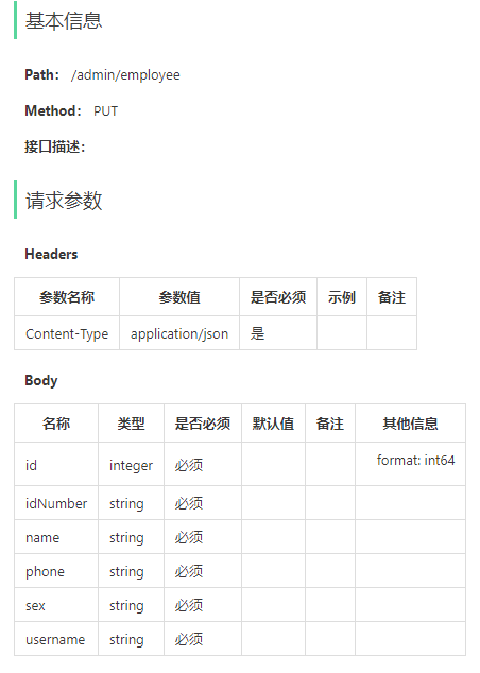 基本信息
Path： /admin/employee
Method： PUT
接口描述：
请求参数
Headers
参数名称 参数值 是否必须 示例 备注
Content-Type application/json 是
Body
名称 类型 是否必须 默认值 备注 其他信息
id integer 必须 format: int64
idNumber string 必须
name string 必须
phone string 必须
sex string 必须
username string 必须